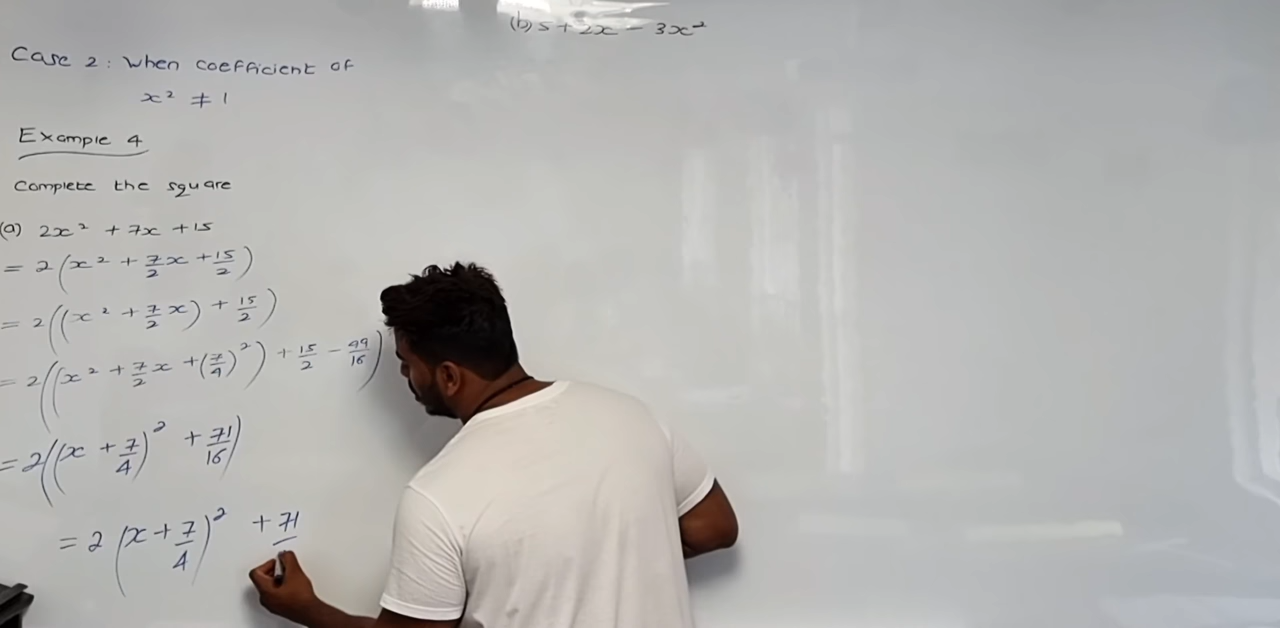 (b) 5 + 2x - 3x²
Case 2: When coefficient of
x² ≠ 1
Example 4
Complete the square
(a) 2x² + 7x + 15
= 2(x² + 7/2 x + 15/2)
= 2((x² + 7/2 x) + 15/2)
= 2((x² + 7/2 x + (7/4)²) + 15/2 - 49/16)
= 2((x + 7/4)² + 71/16)
= 2(x + 7/4)² + 71